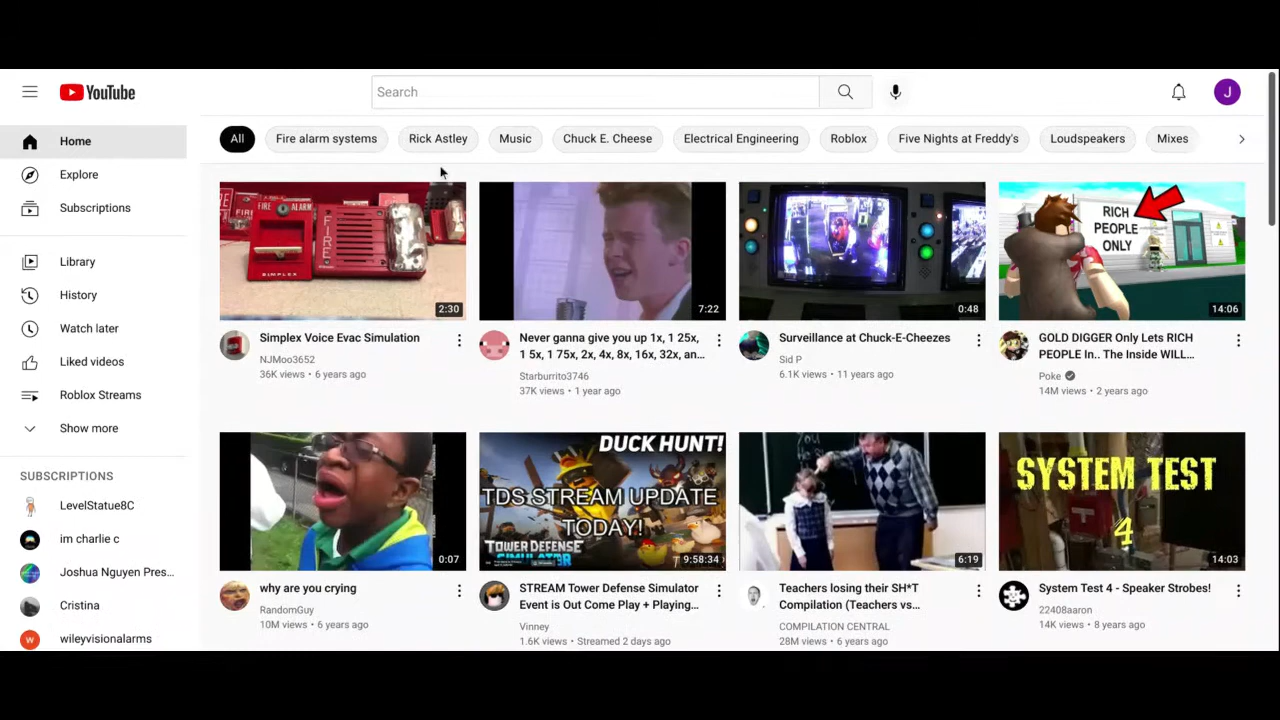 YouTube
Search
J
Home
Explore
Subscriptions
Library
History
Watch later
Liked videos
Roblox Streams
Show more
SUBSCRIPTIONS
LevelStatue8C
im charlie c
Joshua Nguyen Pres...
Cristina
W
wileyvisionalarms
All
Fire alarm systems
Rick Astley
Music
Chuck E. Cheese
Electrical Engineering
Roblox
Five Nights at Freddy's
Loudspeakers
Mixes
FIRE ALARM
FIRE
SIMPLEX
2:30
7:22
0:48
RICH
PEOPLE
ONLY
14:06
Simplex Voice Evac Simulation
NJMoo3652
36K views • 6 years ago
Never gonna give you up 1x, 1 25x,
1 5x, 1 75x, 2x, 4x, 8x, 16x, 32x, an...
Starburrito3746
37K views • 1 year ago
Surveillance at Chuck-E-Cheezes
Sid P
6.1K views • 11 years ago
GOLD DIGGER Only Lets RICH
PEOPLE In.. The Inside WILL...
Poke
14M views • 2 years ago
0:07
DUCK HUNT!
TDS STREAM UPDATE
TODAY!
TOWER DEFENSE
SIMULATOR
9:58:34
6:19
SYSTEM TEST
4
14:03
why are you crying
RandomGuy
10M views • 6 years ago
STREAM Tower Defense Simulator
Event is Out Come Play + Playing...
Vinney
1.6K views • Streamed 2 days ago
Teachers losing their SH*T
Compilation (Teachers vs...
COMPILATION CENTRAL
28M views • 6 years ago
System Test 4 - Speaker Strobes!
22408aaron
14K views • 8 years ago